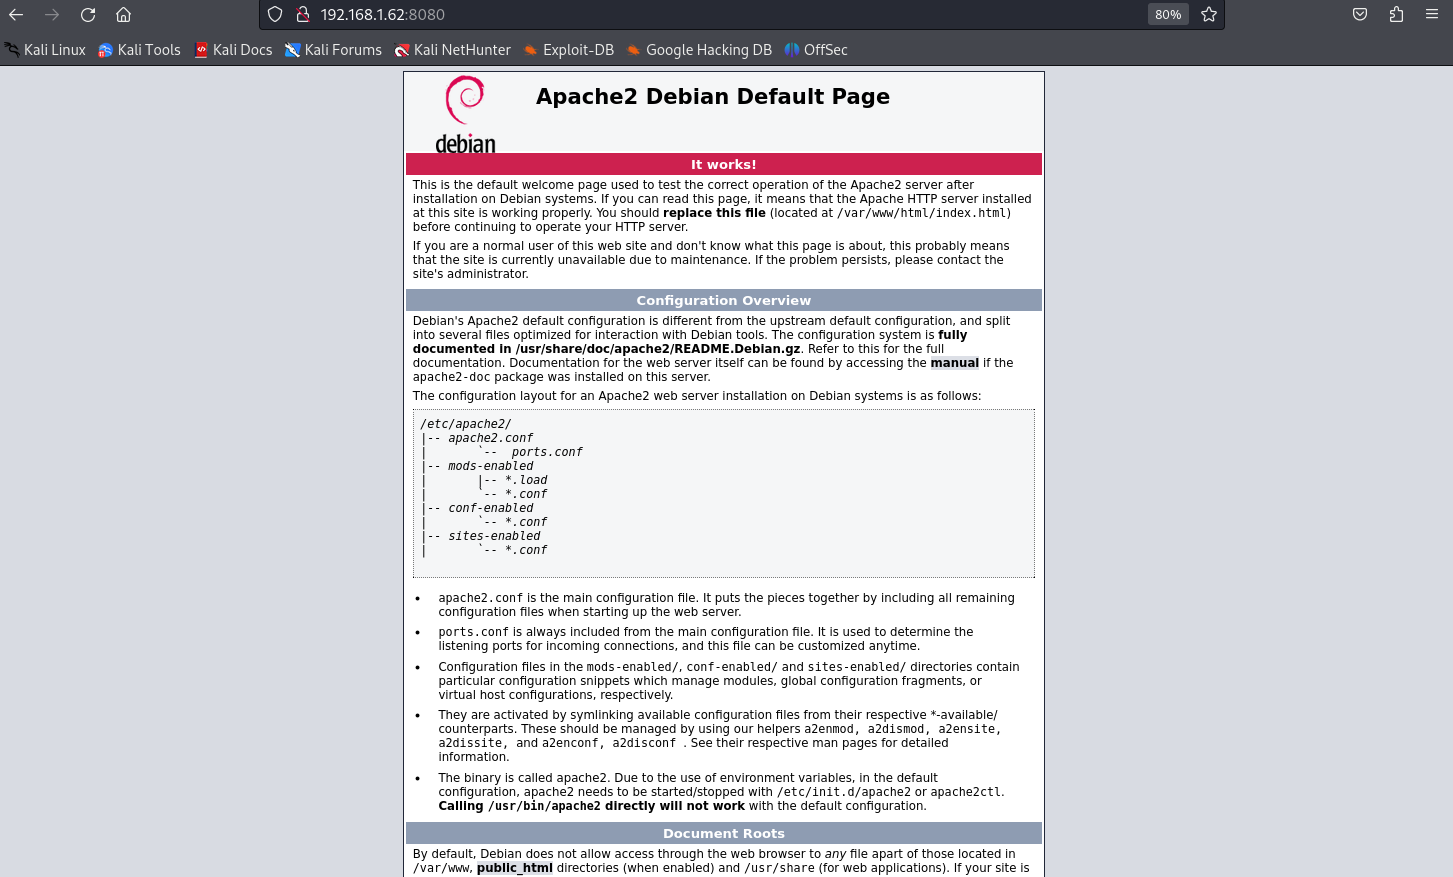 192.168.1.62:8080
80%
Kali Linux Kali Tools Kali Docs Kali Forums Kali NetHunter Exploit-DB Google Hacking DB OffSec
debian
Apache2 Debian Default Page
It works!
This is the default welcome page used to test the correct operation of the Apache2 server after
installation on Debian systems. If you can read this page, it means that the Apache HTTP server installed
at this site is working properly. You should replace this file (located at /var/www/html/index.html)
before continuing to operate your HTTP server.
If you are a normal user of this web site and don't know what this page is about, this probably means
that the site is currently unavailable due to maintenance. If the problem persists, please contact the
site's administrator.
Configuration Overview
Debian's Apache2 default configuration is different from the upstream default configuration, and split
into several files optimized for interaction with Debian tools. The configuration system is fully
documented in /usr/share/doc/apache2/README.Debian.gz. Refer to this for the full
documentation. Documentation for the web server itself can be found by accessing the manual if the
apache2-doc package was installed on this server.
The configuration layout for an Apache2 web server installation on Debian systems is as follows:
/etc/apache2/
|-- apache2.conf
|       `--  ports.conf
|-- mods-enabled
|       |-- *.load
|       `-- *.conf
|-- conf-enabled
|       `-- *.conf
|-- sites-enabled
|       `-- *.conf
• apache2.conf is the main configuration file. It puts the pieces together by including all remaining
configuration files when starting up the web server.
• ports.conf is always included from the main configuration file. It is used to determine the
listening ports for incoming connections, and this file can be customized anytime.
• Configuration files in the mods-enabled/, conf-enabled/ and sites-enabled/ directories contain
particular configuration snippets which manage modules, global configuration fragments, or
virtual host configurations, respectively.
• They are activated by symlinking available configuration files from their respective *-available/
counterparts. These should be managed by using our helpers a2enmod, a2dismod, a2ensite,
a2dissite, and a2enconf, a2disconf . See their respective man pages for detailed
information.
• The binary is called apache2. Due to the use of environment variables, in the default
configuration, apache2 needs to be started/stopped with /etc/init.d/apache2 or apache2ctl.
Calling /usr/bin/apache2 directly will not work with the default configuration.
Document Roots
By default, Debian does not allow access through the web browser to any file apart of those located in
/var/www, public_html directories (when enabled) and /usr/share (for web applications). If your site is